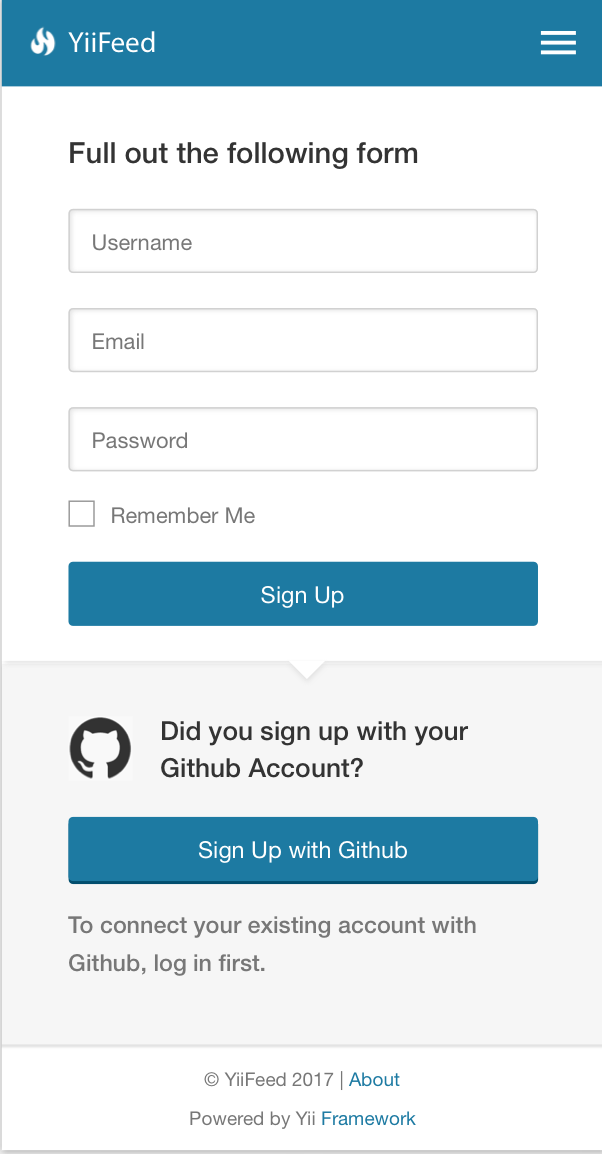 YiiFeed
Full out the following form
Username
Email
Password
Remember Me
Sign Up
Did you sign up with your
Github Account?
Sign Up with Github
To connect your existing account with
Github, log in first.
© YiiFeed 2017 | About
Powered by Yii Framework